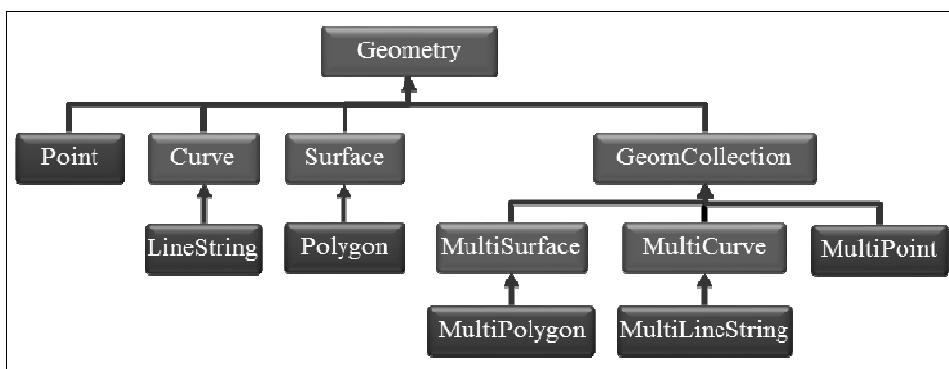 Geometry
Point
Curve
Surface
GeomCollection
LineString
Polygon
MultiSurface
MultiCurve
MultiPoint
MultiPolygon
MultiLineString